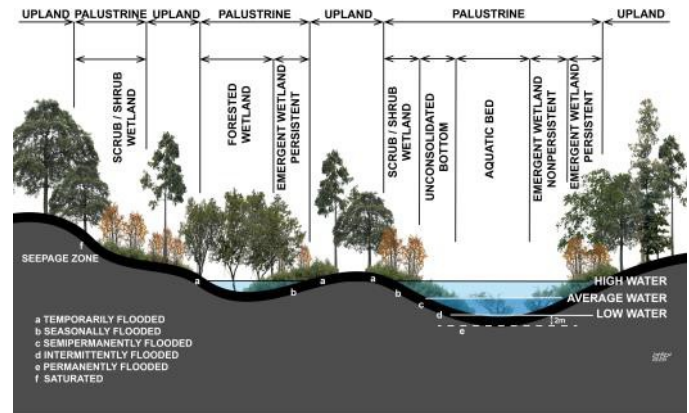 UPLAND
PALUSTRINE
UPLAND
PALUSTRINE
UPLAND
PALUSTRINE
UPLAND
SCRUB / SHRUB
WETLAND
FORESTED
WETLAND
EMERGENT WETLAND
PERSISTENT
SCRUB / SHRUB
WETLAND
UNCONSOLIDATED
BOTTOM
AQUATIC BED
EMERGENT WETLAND
NONPERSISTENT
EMERGENT WETLAND
PERSISTENT
f
SEEPAGE ZONE
a
b
a
a
b
c
d
e
HIGH WATER
AVERAGE WATER
LOW WATER
2m
a TEMPORARILY FLOODED
b SEASONALLY FLOODED
c SEMIPERMANENTLY FLOODED
d INTERMITTENTLY FLOODED
e PERMANENTLY FLOODED
f SATURATED